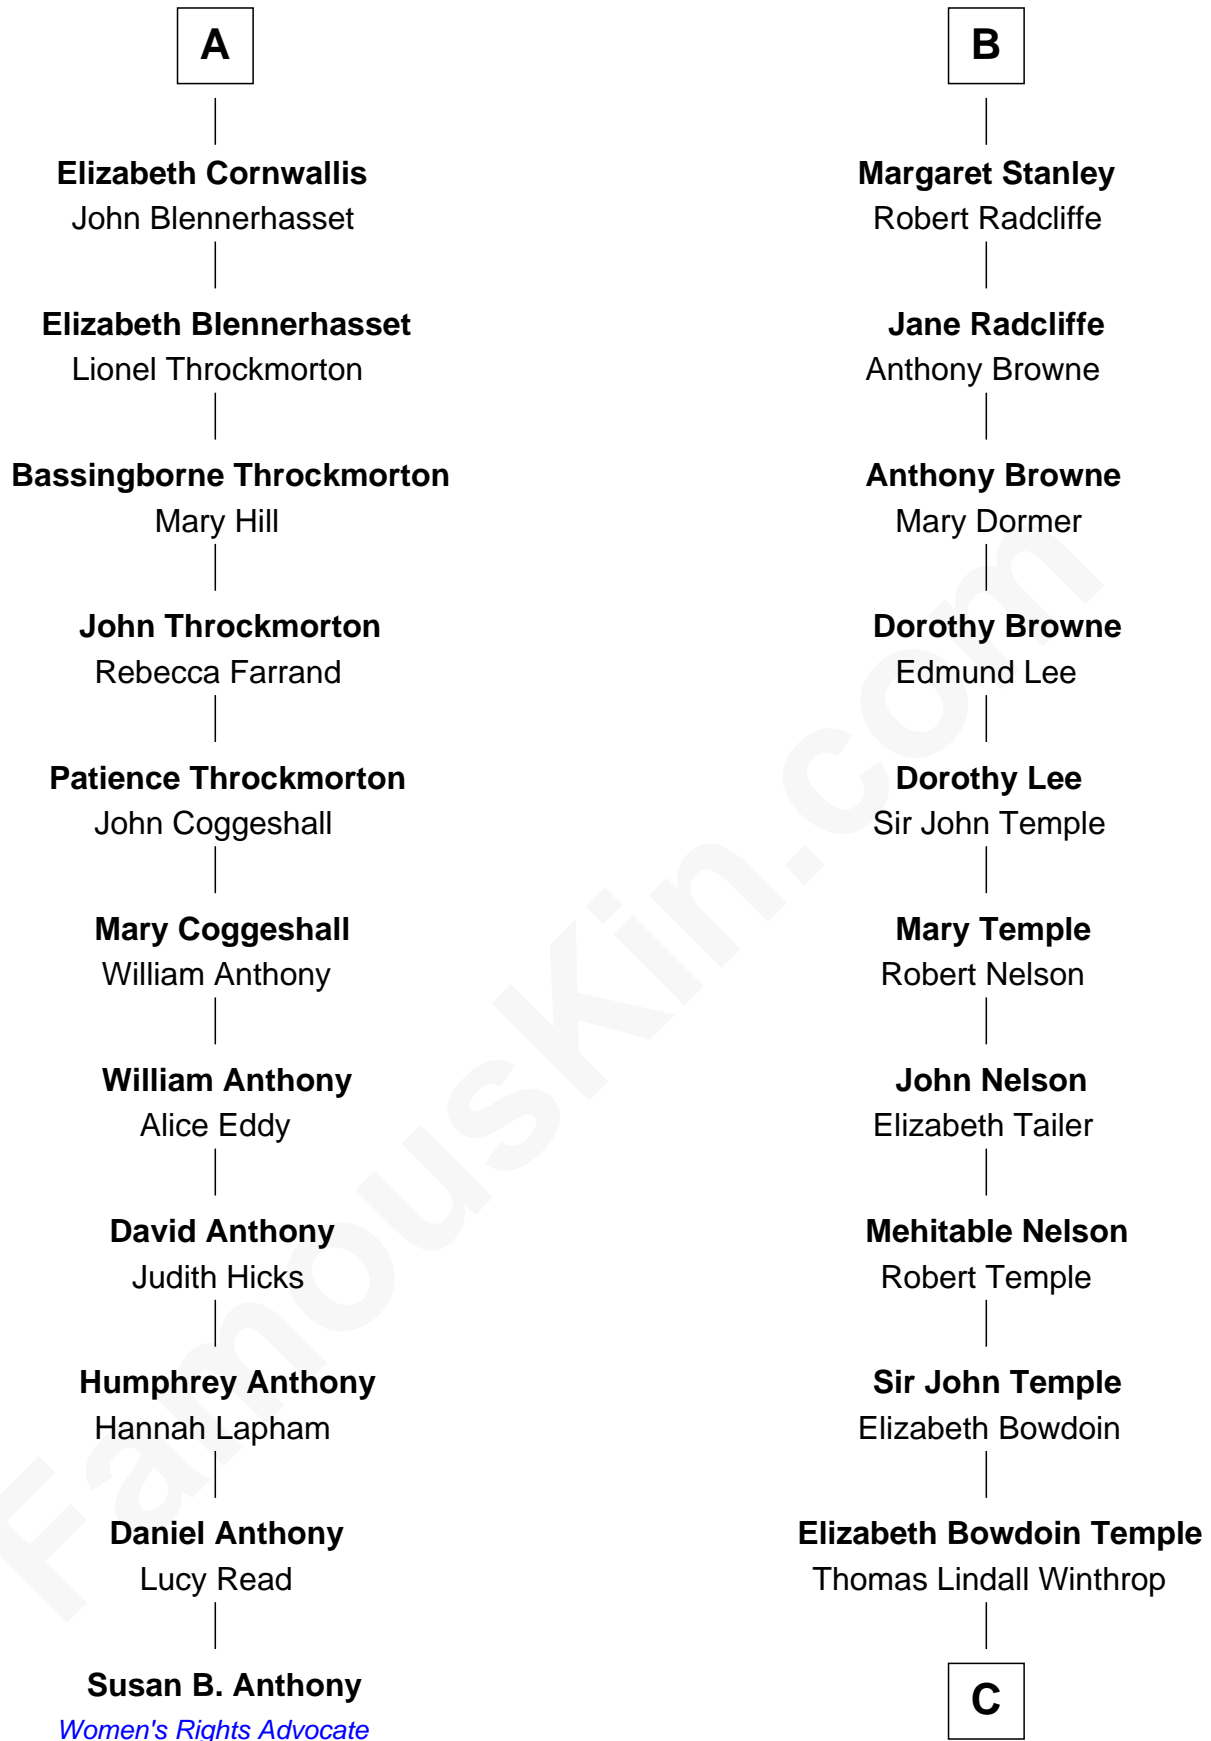 A
Elizabeth Cornwallis
John Blennerhasset
Elizabeth Blennerhasset
Lionel Throckmorton
Bassingborne Throckmorton
Mary Hill
John Throckmorton
Rebecca Farrand
Patience Throckmorton
John Coggeshall
Mary Coggeshall
William Anthony
William Anthony
Alice Eddy
David Anthony
Judith Hicks
Humphrey Anthony
Hannah Lapham
Daniel Anthony
Lucy Read
Susan B. Anthony
Women's Rights Advocate
B
Margaret Stanley
Robert Radcliffe
Jane Radcliffe
Anthony Browne
Anthony Browne
Mary Dormer
Dorothy Browne
Edmund Lee
Dorothy Lee
Sir John Temple
Mary Temple
Robert Nelson
John Nelson
Elizabeth Tailer
Mehitable Nelson
Robert Temple
Sir John Temple
Elizabeth Bowdoin
Elizabeth Bowdoin Temple
Thomas Lindall Winthrop
C
FamousKin.com